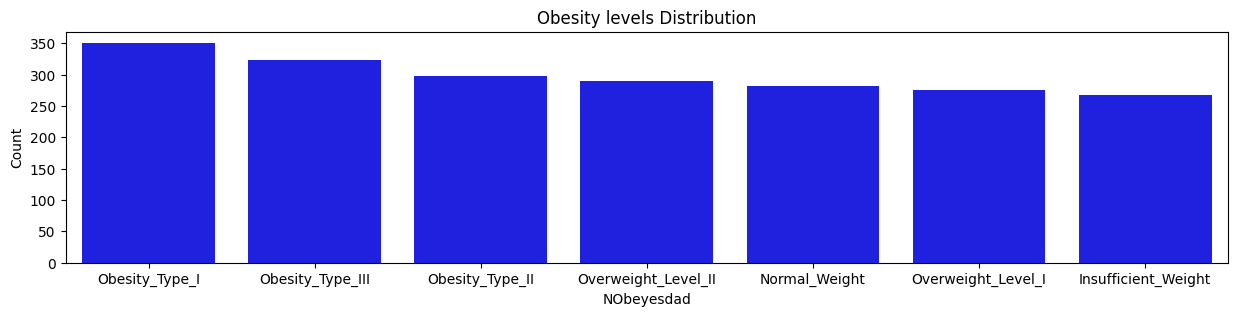 Obesity levels Distribution
Count
350
300
250
200
150
100
50
0
Obesity_Type_I Obesity_Type_III Obesity_Type_II Overweight_Level_II Normal_Weight Overweight_Level_I Insufficient_Weight
NObeyesdad